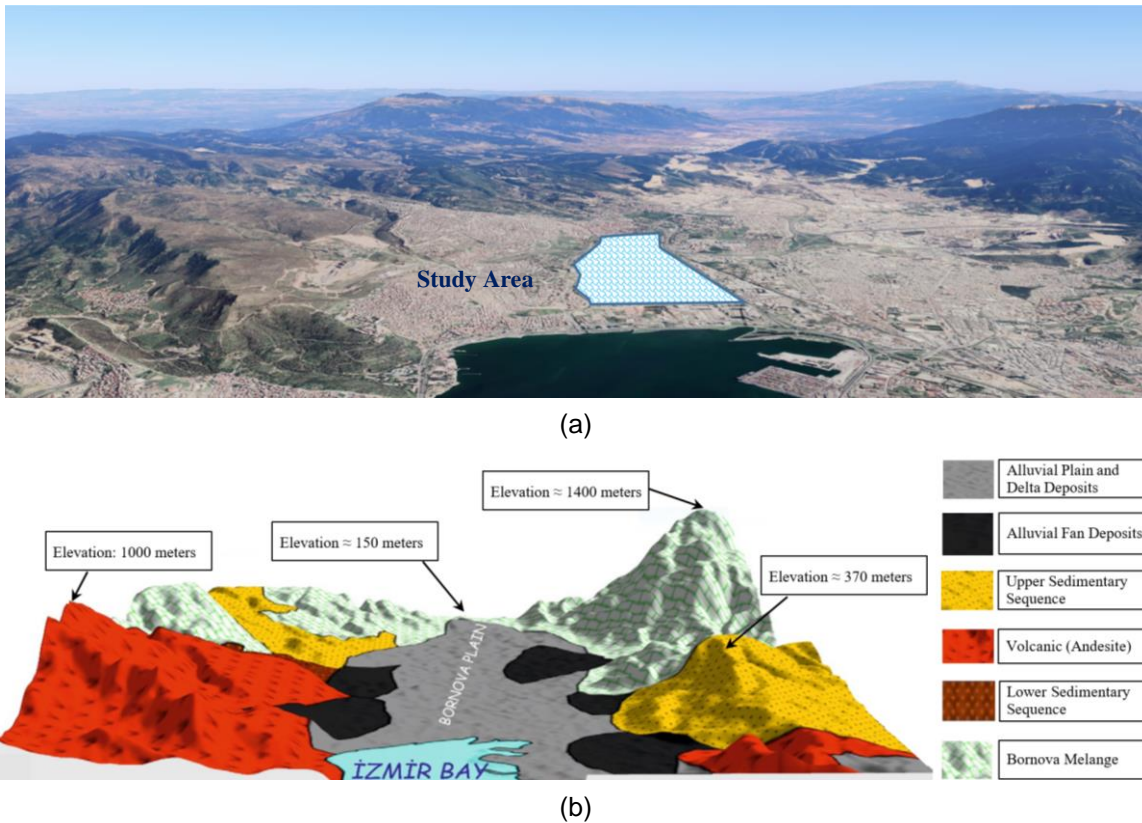 Study Area
(a)
Elevation ≈ 1400 meters
Elevation ≈ 150 meters
Elevation: 1000 meters
Elevation ≈ 370 meters
BORNOVA PLAIN
İZMİR BAY
Alluvial Plain and
Delta Deposits
Alluvial Fan Deposits
Upper Sedimentary
Sequence
Volcanic (Andesite)
Lower Sedimentary
Sequence
Bornova Melange
(b)